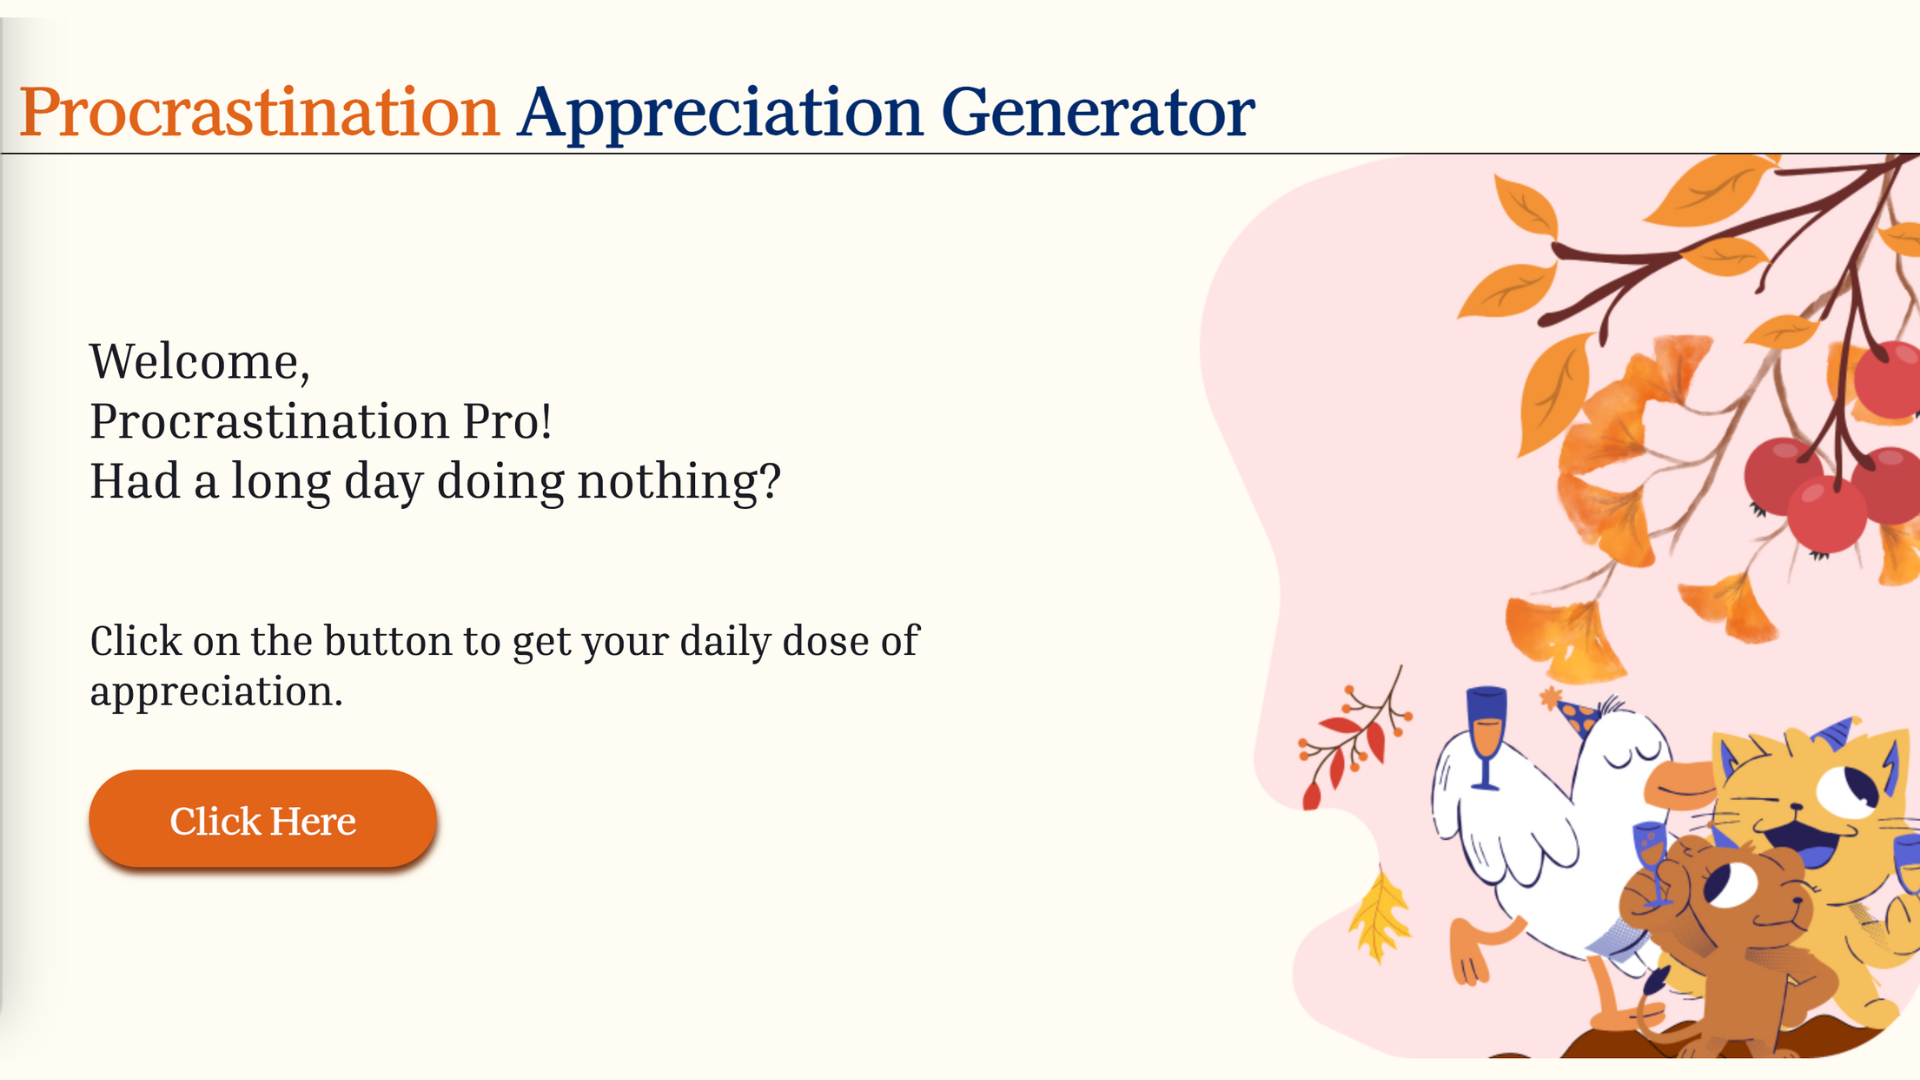 Procrastination Appreciation Generator
Welcome,
Procrastination Pro!
Had a long day doing nothing?
Click on the button to get your daily dose of
appreciation.
Click Here